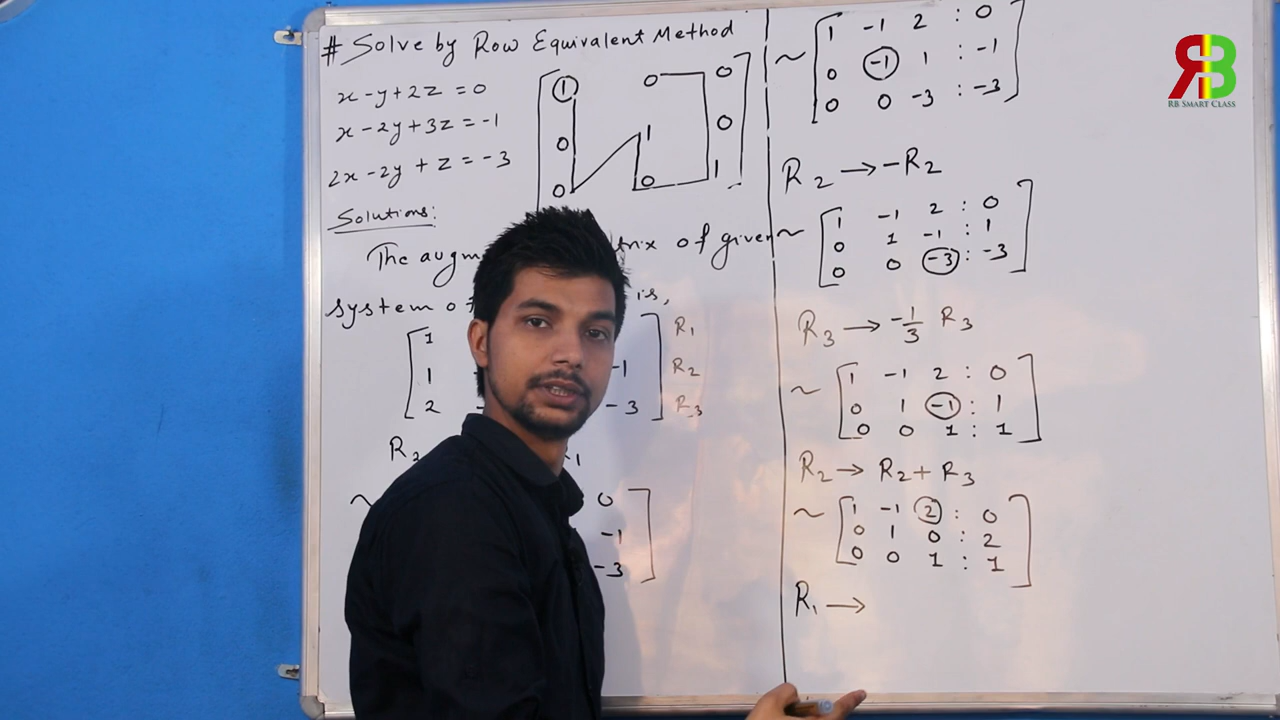 # Solve by Row Equivalent Method
x - y + 2z = 0
x - 2y + 3z = -1
2x - 2y + z = -3
1 0 0
0 1 0
0 0 1
Solutions:
The augm trix of given
system of is,
1 R1
1 -1 R2
2 -3 R3
R2
~ 0
-1
-3
~ 1 -1 2 : 0
0 -1 1 : -1
0 0 -3 : -3
R2 → -R2
~ 1 -1 2 : 0
0 1 -1 : 1
0 0 -3 : -3
R3 → -1/3 R3
~ 1 -1 2 : 0
0 1 -1 : 1
0 0 1 : 1
R2 → R2 + R3
~ 1 -1 2 : 0
0 1 0 : 2
0 0 1 : 1
R1 →
RB
RB SMART CLASS